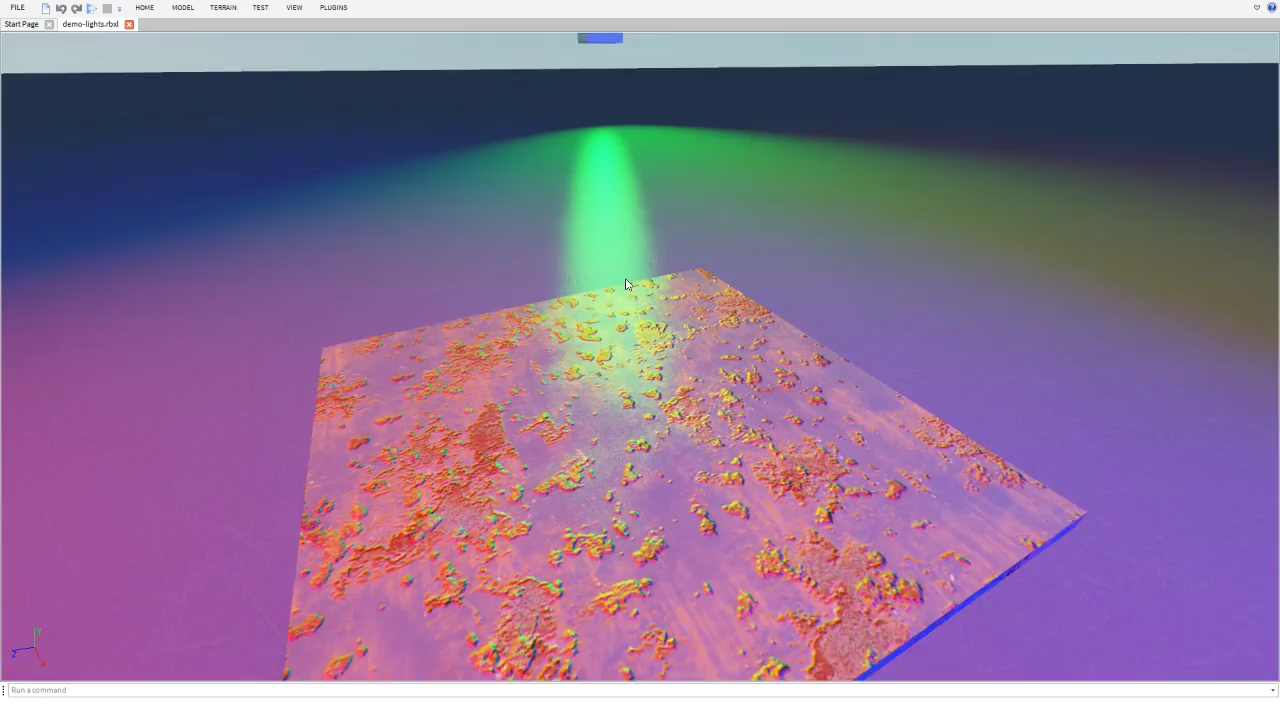 FILE HOME MODEL TERRAIN TEST VIEW PLUGINS
Start Page demo-lights.rbxl
Y
Z
X
Run a command